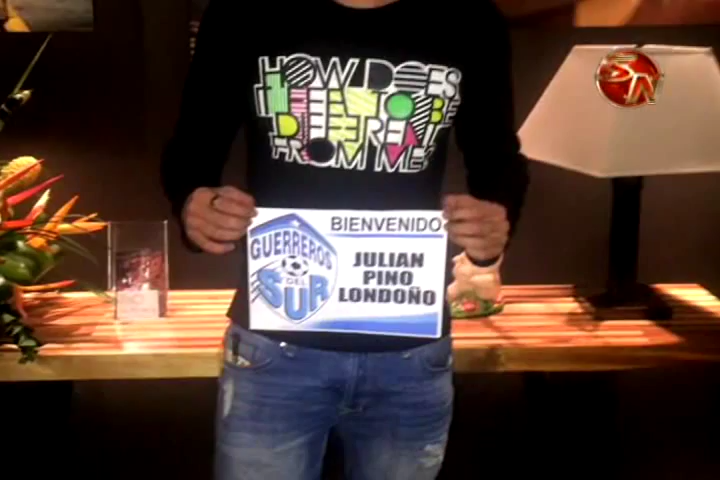 HOW DOES
IT FEEL TO BE
DIFFERENT
FROM ME?
BIENVENIDO
GUERREROS
DEL
SUR
JULIAN
PINO
LONDOÑO